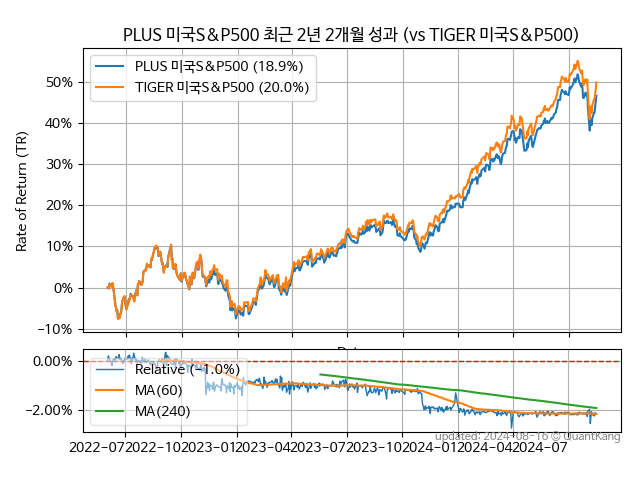 PLUS 미국S&P500 최근 2년 2개월 성과 (vs TIGER 미국S&P500)
PLUS 미국S&P500 (18.9%)
TIGER 미국S&P500 (20.0%)
Rate of Return (TR)
50%
40%
30%
20%
10%
0%
−10%
0.00%
−2.00%
Relative (−1.0%)
MA(60)
MA(240)
2022-07
2022-10
2023-01
2023-04
2023-07
2023-10
2024-01
2024-04
2024-07
updated: 2024-08-16 © QuantKang